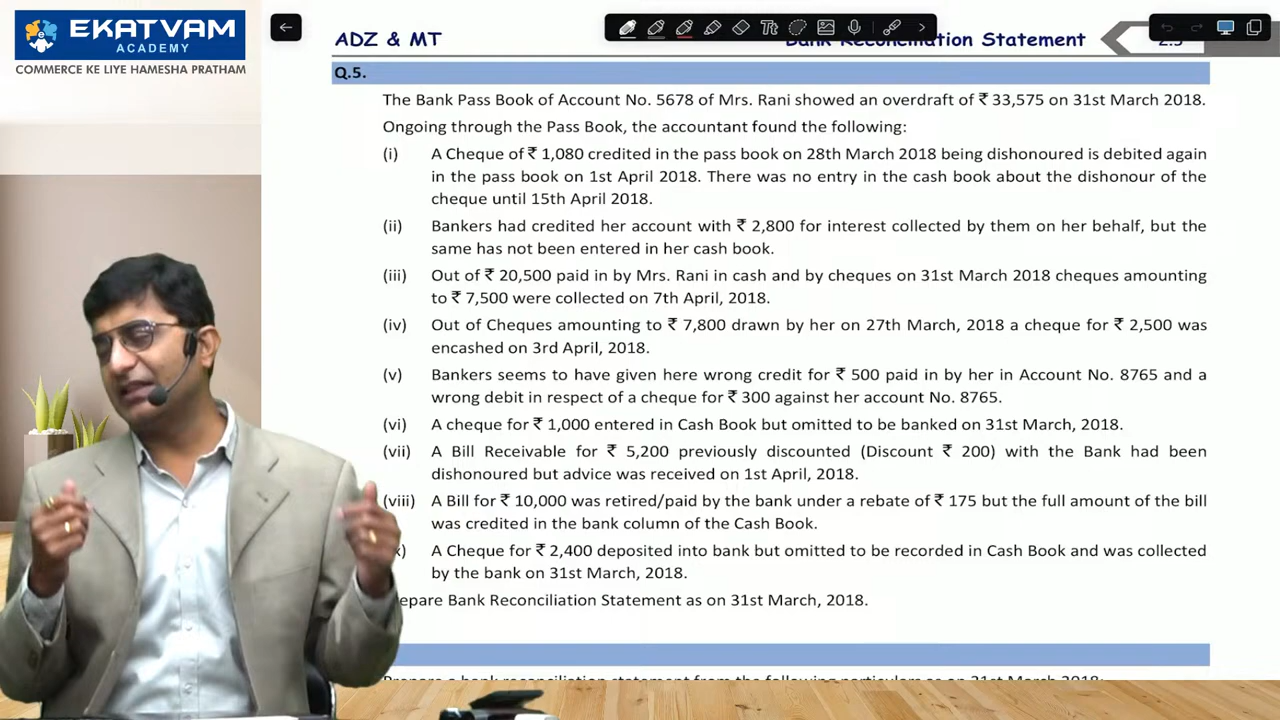 EKATVAM
ACADEMY
COMMERCE KE LIYE HAMESHA PRATHAM
ADZ & MT
Bank Reconciliation Statement
Q.5.
The Bank Pass Book of Account No. 5678 of Mrs. Rani showed an overdraft of ₹ 33,575 on 31st March 2018.
Ongoing through the Pass Book, the accountant found the following:
(i) A Cheque of ₹ 1,080 credited in the pass book on 28th March 2018 being dishonoured is debited again
in the pass book on 1st April 2018. There was no entry in the cash book about the dishonour of the
cheque until 15th April 2018.
(ii) Bankers had credited her account with ₹ 2,800 for interest collected by them on her behalf, but the
same has not been entered in her cash book.
(iii) Out of ₹ 20,500 paid in by Mrs. Rani in cash and by cheques on 31st March 2018 cheques amounting
to ₹ 7,500 were collected on 7th April, 2018.
(iv) Out of Cheques amounting to ₹ 7,800 drawn by her on 27th March, 2018 a cheque for ₹ 2,500 was
encashed on 3rd April, 2018.
(v) Bankers seems to have given here wrong credit for ₹ 500 paid in by her in Account No. 8765 and a
wrong debit in respect of a cheque for ₹ 300 against her account No. 8765.
(vi) A cheque for ₹ 1,000 entered in Cash Book but omitted to be banked on 31st March, 2018.
(vii) A Bill Receivable for ₹ 5,200 previously discounted (Discount ₹ 200) with the Bank had been
dishonoured but advice was received on 1st April, 2018.
(viii) A Bill for ₹ 10,000 was retired/paid by the bank under a rebate of ₹ 175 but the full amount of the bill
was credited in the bank column of the Cash Book.
A Cheque for ₹ 2,400 deposited into bank but omitted to be recorded in Cash Book and was collected
by the bank on 31st March, 2018.
epare Bank Reconciliation Statement as on 31st March, 2018.
Prepare a bank reconciliation statement from the following particulars as on 31st March 2018: